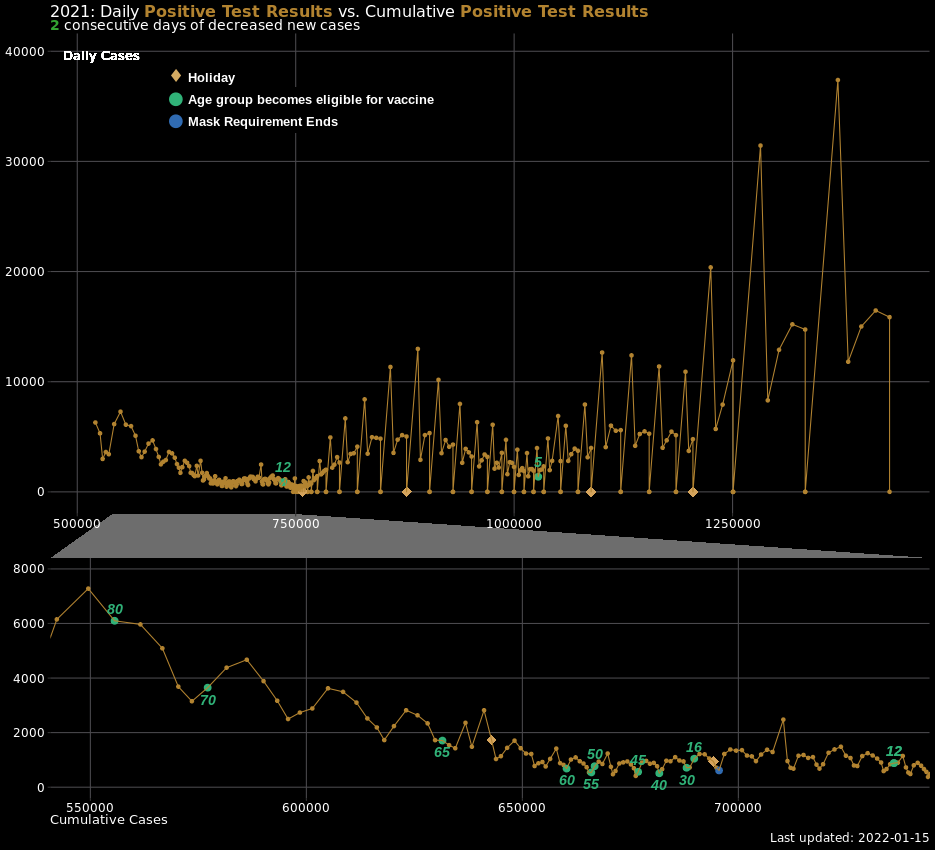 2021: Daily Positive Test Results vs. Cumulative Positive Test Results
2 consecutive days of decreased new cases
40000
Daily Cases
Holiday
Age group becomes eligible for vaccine
Mask Requirement Ends
30000
20000
10000
12
5
0
500000 750000 1000000 1250000
8000
80
6000
70
4000
65
2000
60
55
50
45
40
30
16
12
0
550000 600000 650000 700000
Cumulative Cases
Last updated: 2022-01-15